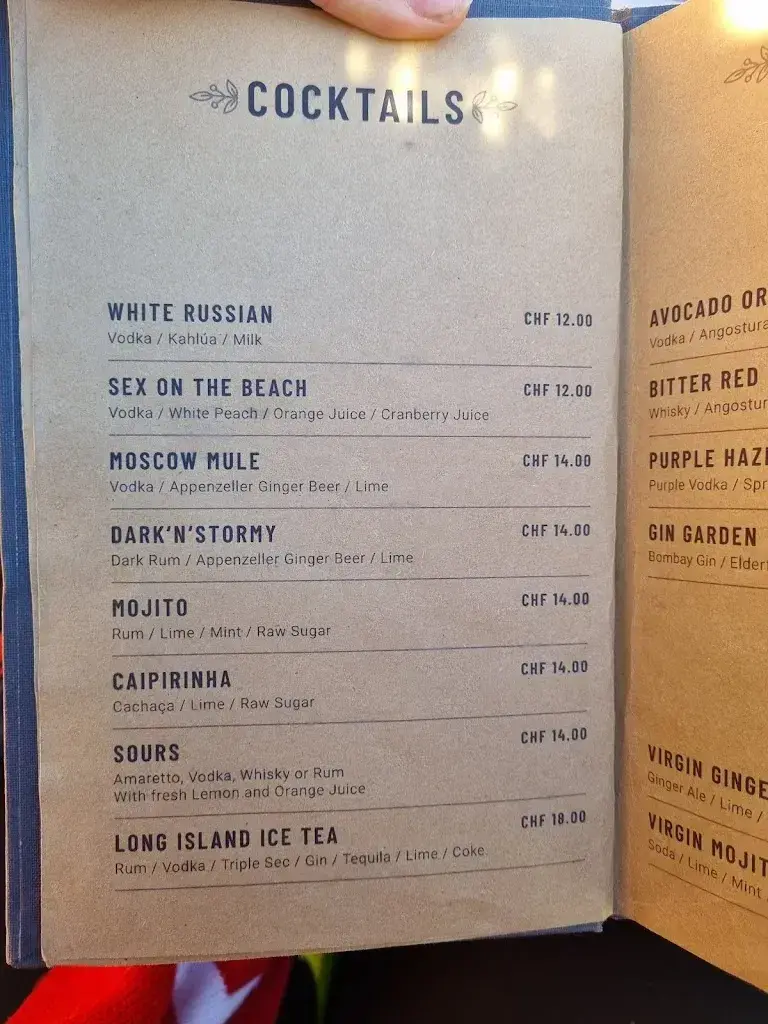 COCKTAILS
WHITE RUSSIAN CHF 12.00
Vodka / Kahlúa / Milk
SEX ON THE BEACH CHF 12.00
Vodka / White Peach / Orange Juice / Cranberry Juice
MOSCOW MULE CHF 14.00
Vodka / Appenzeller Ginger Beer / Lime
DARK'N'STORMY CHF 14.00
Dark Rum / Appenzeller Ginger Beer / Lime
MOJITO CHF 14.00
Rum / Lime / Mint / Raw Sugar
CAIPIRINHA CHF 14.00
Cachaça / Lime / Raw Sugar
SOURS CHF 14.00
Amaretto, Vodka, Whisky or Rum
With fresh Lemon and Orange Juice
LONG ISLAND ICE TEA CHF 18.00
Rum / Vodka / Triple Sec / Gin / Tequila / Lime / Coke
AVOCADO
Vodka / Angostura
BITTER RED
Whisky /
PURPLE
Purple Vodka /
GIN GARDEN
Bombay Gin /
VIRGIN
Ginger Ale / Lime /
VIRGIN
Soda / Lime / Mint